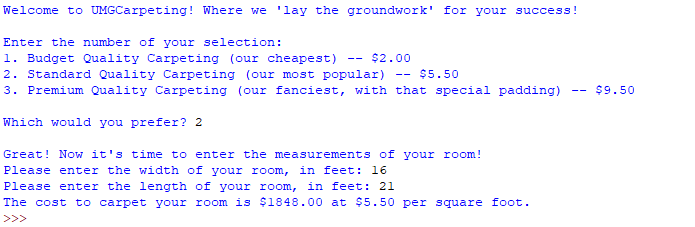 Welcome to UMGCarpeting! Where we 'lay the groundwork' for your success!
Enter the number of your selection:
1. Budget Quality Carpeting (our cheapest) -- $2.00
2. Standard Quality Carpeting (our most popular) -- $5.50
3. Premium Quality Carpeting (our fanciest, with that special padding) -- $9.50
Which would you prefer? 2
Great! Now it's time to enter the measurements of your room!
Please enter the width of your room, in feet: 16
Please enter the length of your room, in feet: 21
The cost to carpet your room is $1848.00 at $5.50 per square foot.
>>>